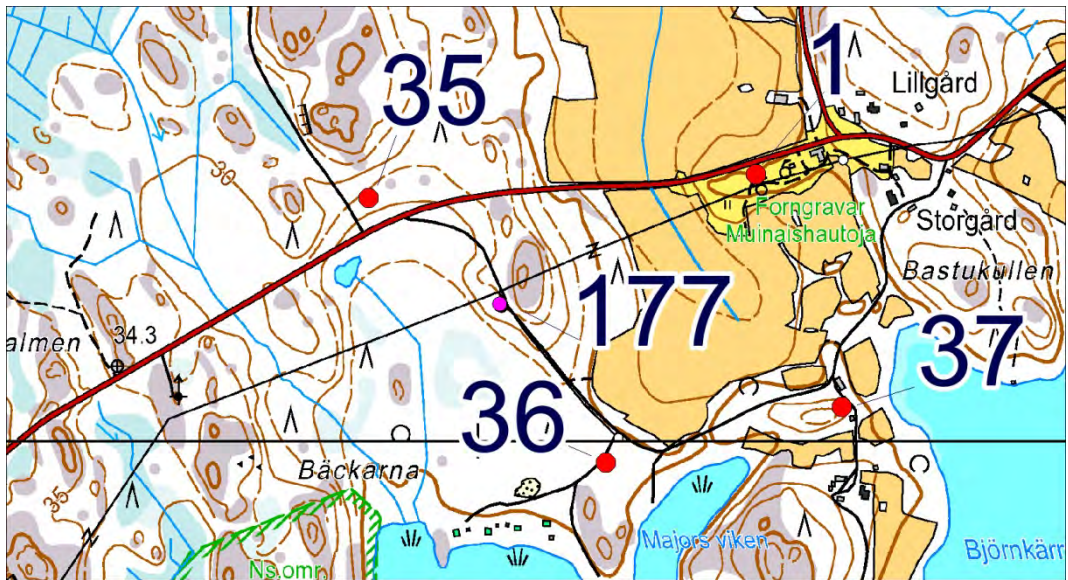 35
1
Lillgård
30
Forngravar
Muinaishautoja
Storgård
Bastukullen
177
37
34.3
almen
36
Bäckarna
35
Majors viken
Björnkärr
Ns.omr.